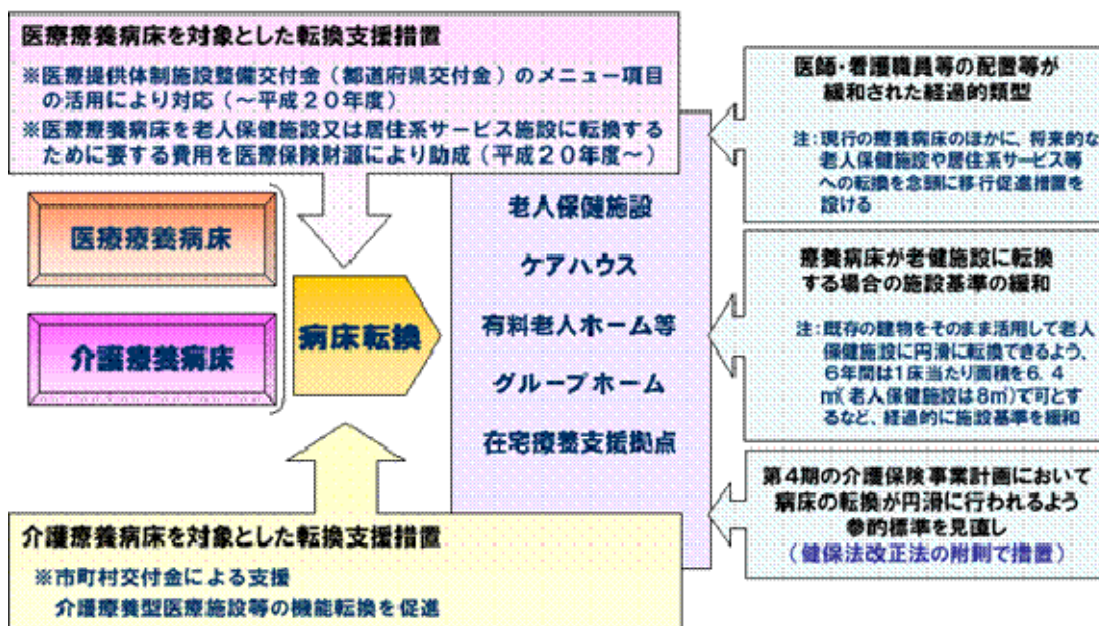 医療療養病床を対象とした転換支援措置
※医療提供体制施設整備交付金（都道府県交付金）のメニュー項目
の活用により対応（～平成２０年度）
※医療療養病床を老人保健施設又は居住系サービス施設に転換する
ために要する費用を医療保険財源により助成（平成２０年度～）
医療療養病床
介護療養病床
病床転換
老人保健施設
ケアハウス
有料老人ホーム等
グループホーム
在宅療養支援拠点
介護療養病床を対象とした転換支援措置
※市町村交付金による支援
介護療養型医療施設等の機能転換を促進
医師・看護職員等の配置等が
緩和された経過的類型
注：現行の療養病床のほかに、将来的な
老人保健施設や居住系サービス等
への転換を念頭に移行促進措置を
設ける
療養病床が老健施設に転換
する場合の施設基準の緩和
注：既存の建物をそのまま活用して老人
保健施設に円滑に転換できるよう、
６年間は１床当たり面積を６．４
㎡（老人保健施設は８㎡）で可とす
るなど、経過的に施設基準を緩和
第４期の介護保険事業計画において
病床の転換が円滑に行われるよう
参酌標準を見直し
（健保法改正法の附則で措置）